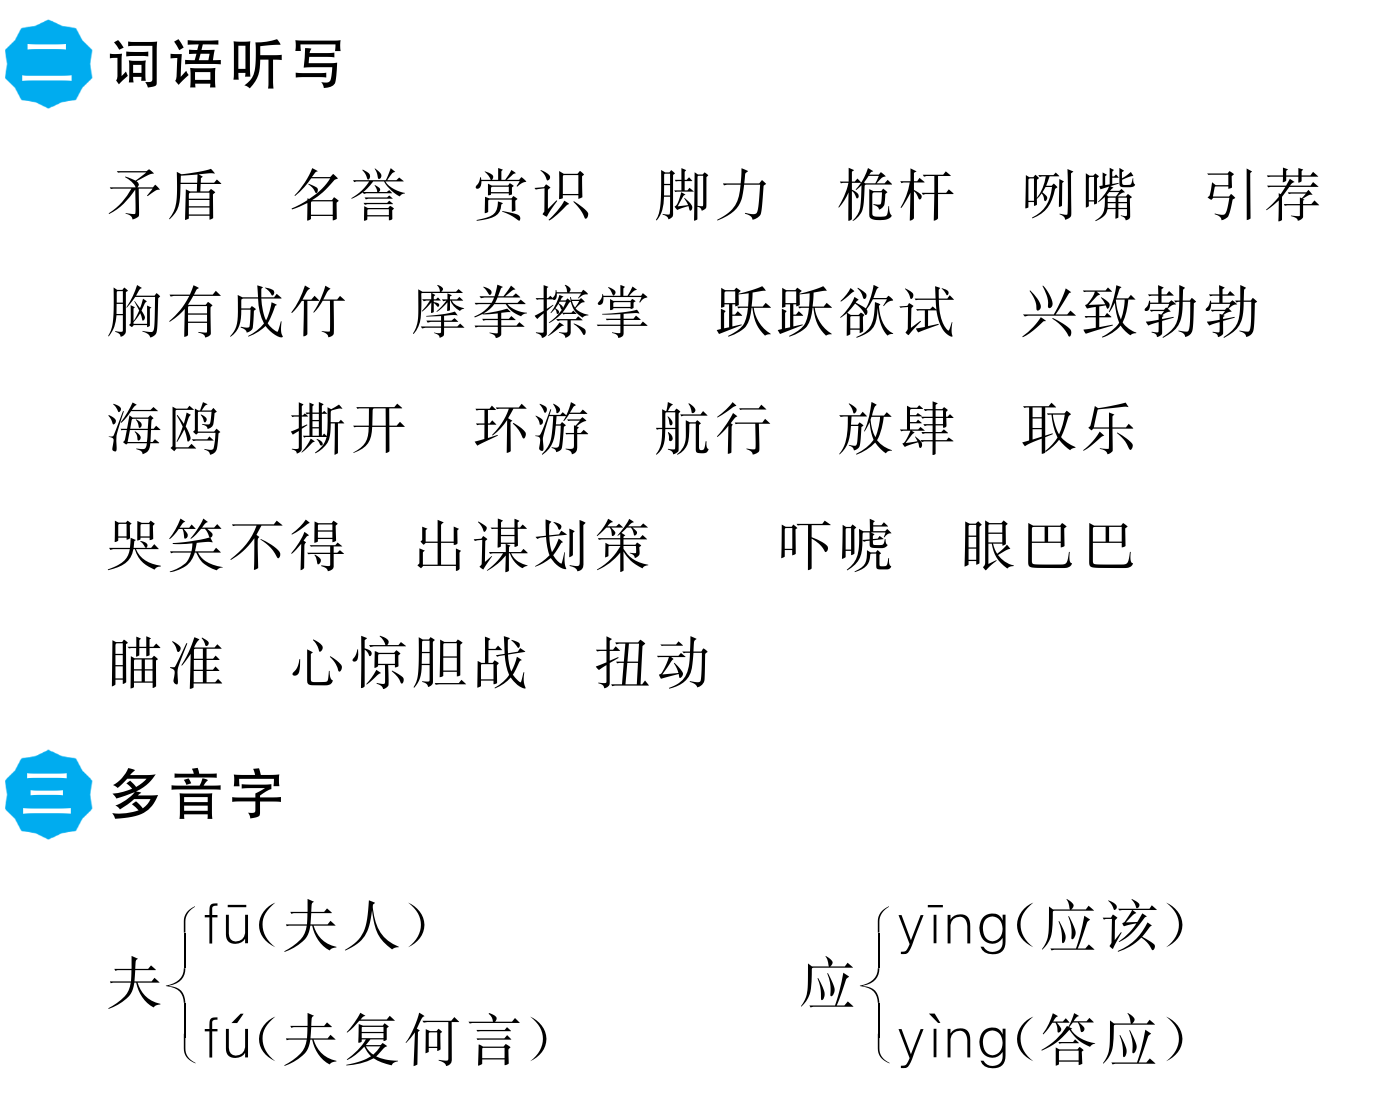 二 词语听写
矛盾 名誉 赏识 脚力 桅杆 咧嘴 引荐
胸有成竹 摩拳擦掌 跃跃欲试 兴致勃勃
海鸥 撕开 环游 航行 放肆 取乐
哭笑不得 出谋划策 吓唬 眼巴巴
瞄准 心惊胆战 扭动
三 多音字
夫 fū(夫人) fú(夫复何言)
应 yīng(应该) yìng(答应)